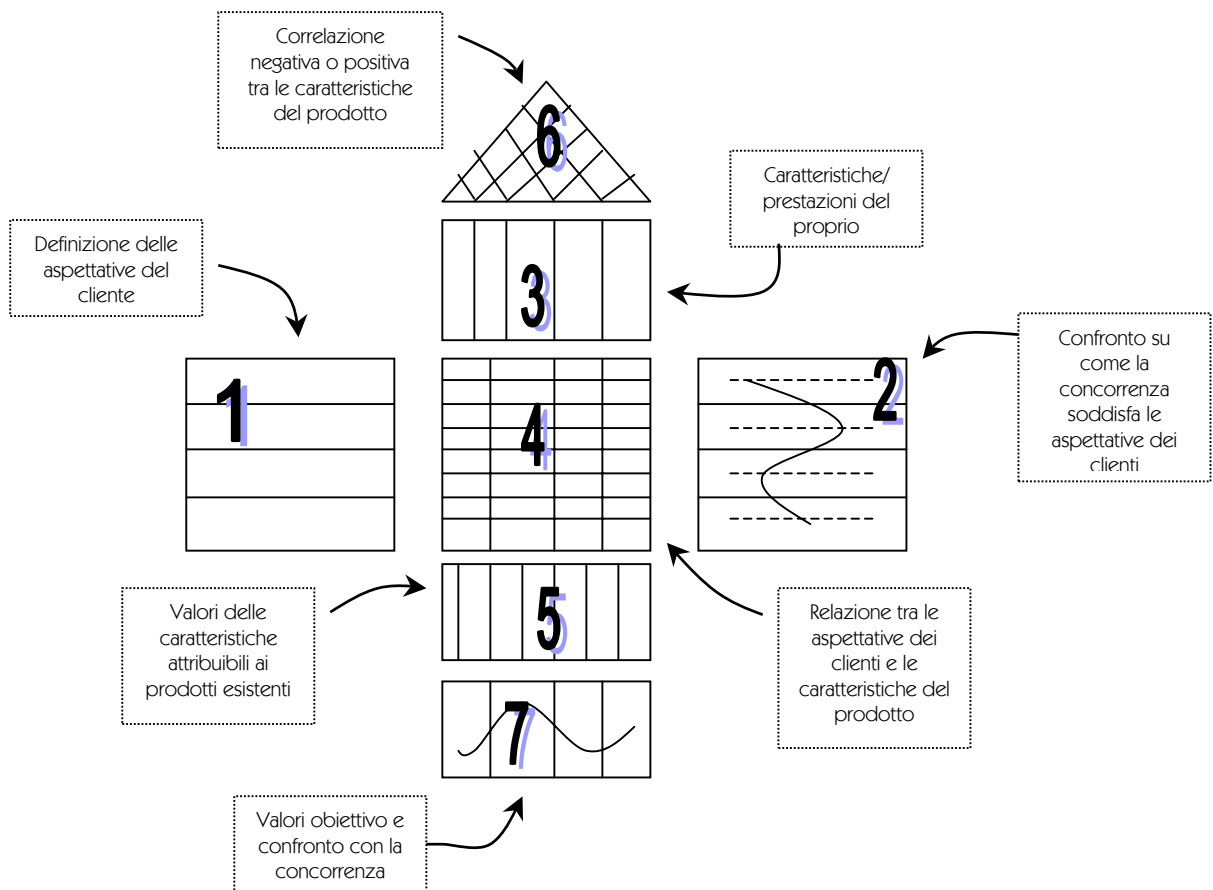 Correlazione
negativa o positiva
tra le caratteristiche
del prodotto
6
Caratteristiche/
prestazioni del
proprio
3
Definizione delle
aspettative del
cliente
1
4
2
Confronto su
come la
concorrenza
soddisfa le
aspettative dei
clienti
Valori delle
caratteristiche
attribuibili ai
prodotti esistenti
5
Relazione tra le
aspettative dei
clienti e le
caratteristiche del
prodotto
7
Valori obiettivo e
confronto con la
concorrenza